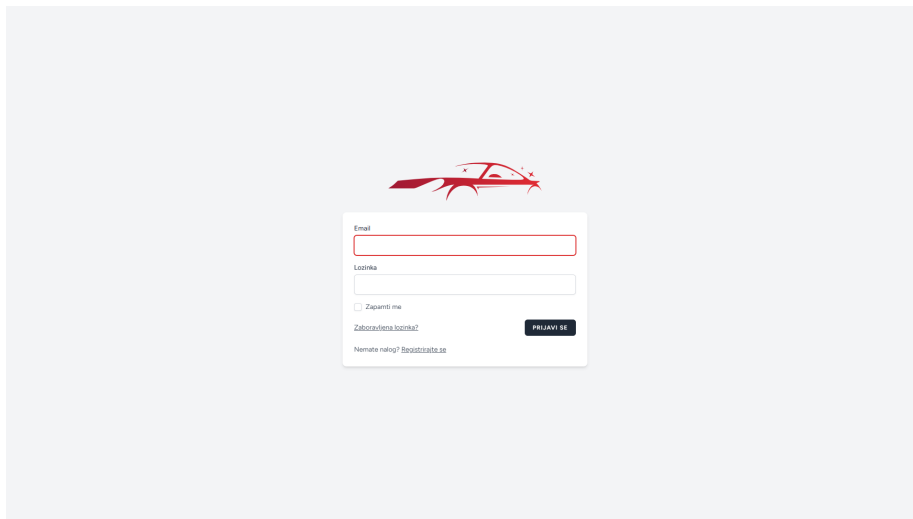 Email
Lozinka
Zapamti me
Zaboravljena lozinka?
PRIJAVI SE
Nemate nalog? Registrirajte se